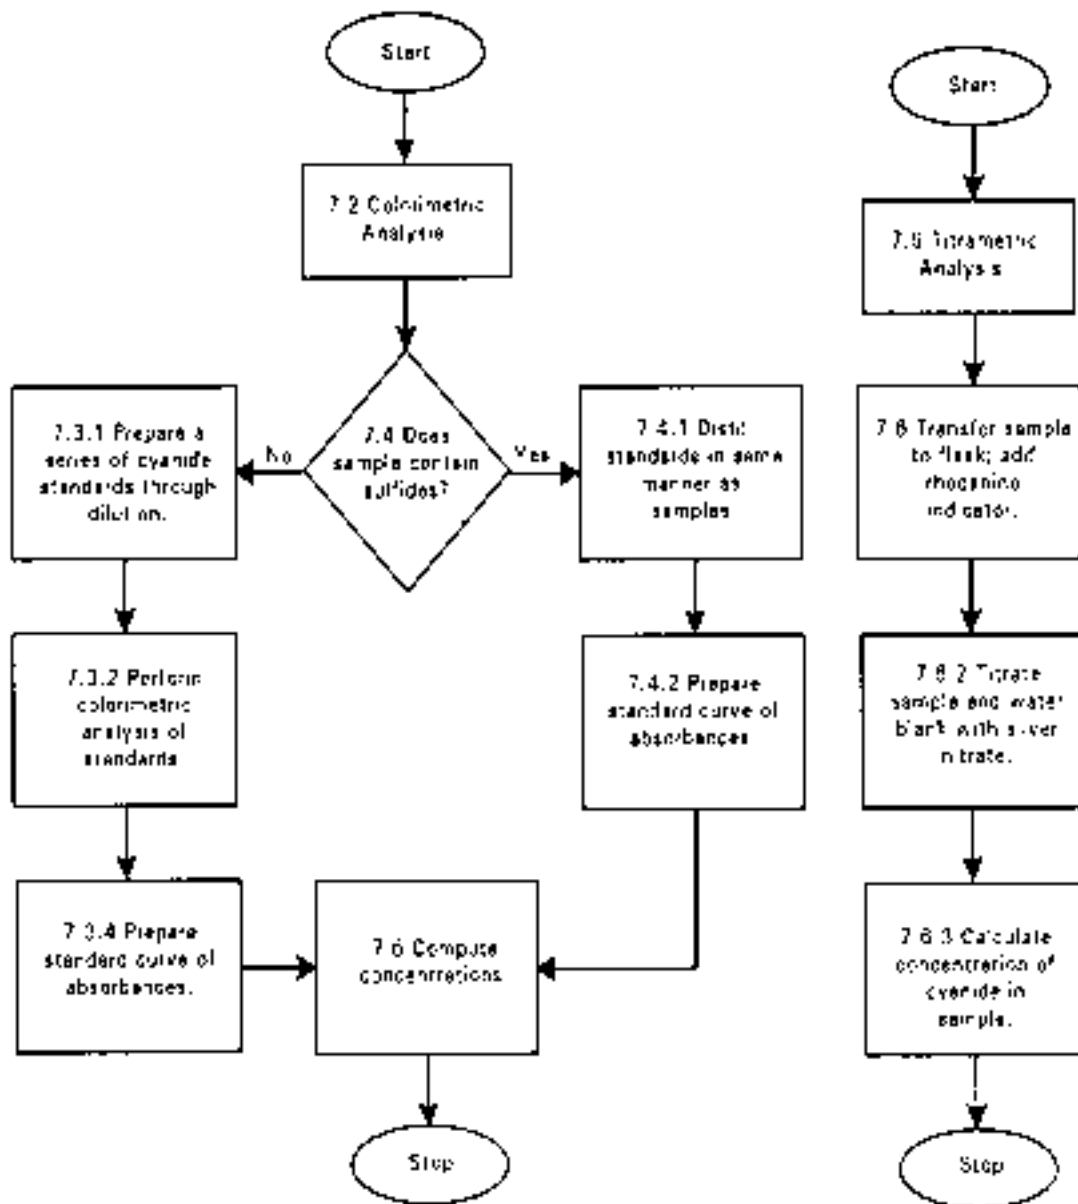 Start
7.2 Colorimetric
Analysis
7.4 Does
sample contain
sulfides?
No
Yes
7.3.1 Prepare a
series of cyanide
standards through
dilution.
7.3.2 Perform
colorimetric
analysis of
standards
7.3.4 Prepare
standard curve of
absorbances.
7.4.1 Distill
standards in same
manner as
samples
7.4.2 Prepare
standard curve of
absorbances
Compute
concentrations
Stop
Start
Titrametric
Analysis
Transfer sample
to flask; add
rhodanine
indicator.
Titrate
sample and water
blank with silver
nitrate.
Calculate
concentration of
cyanide in
sample.
Stop